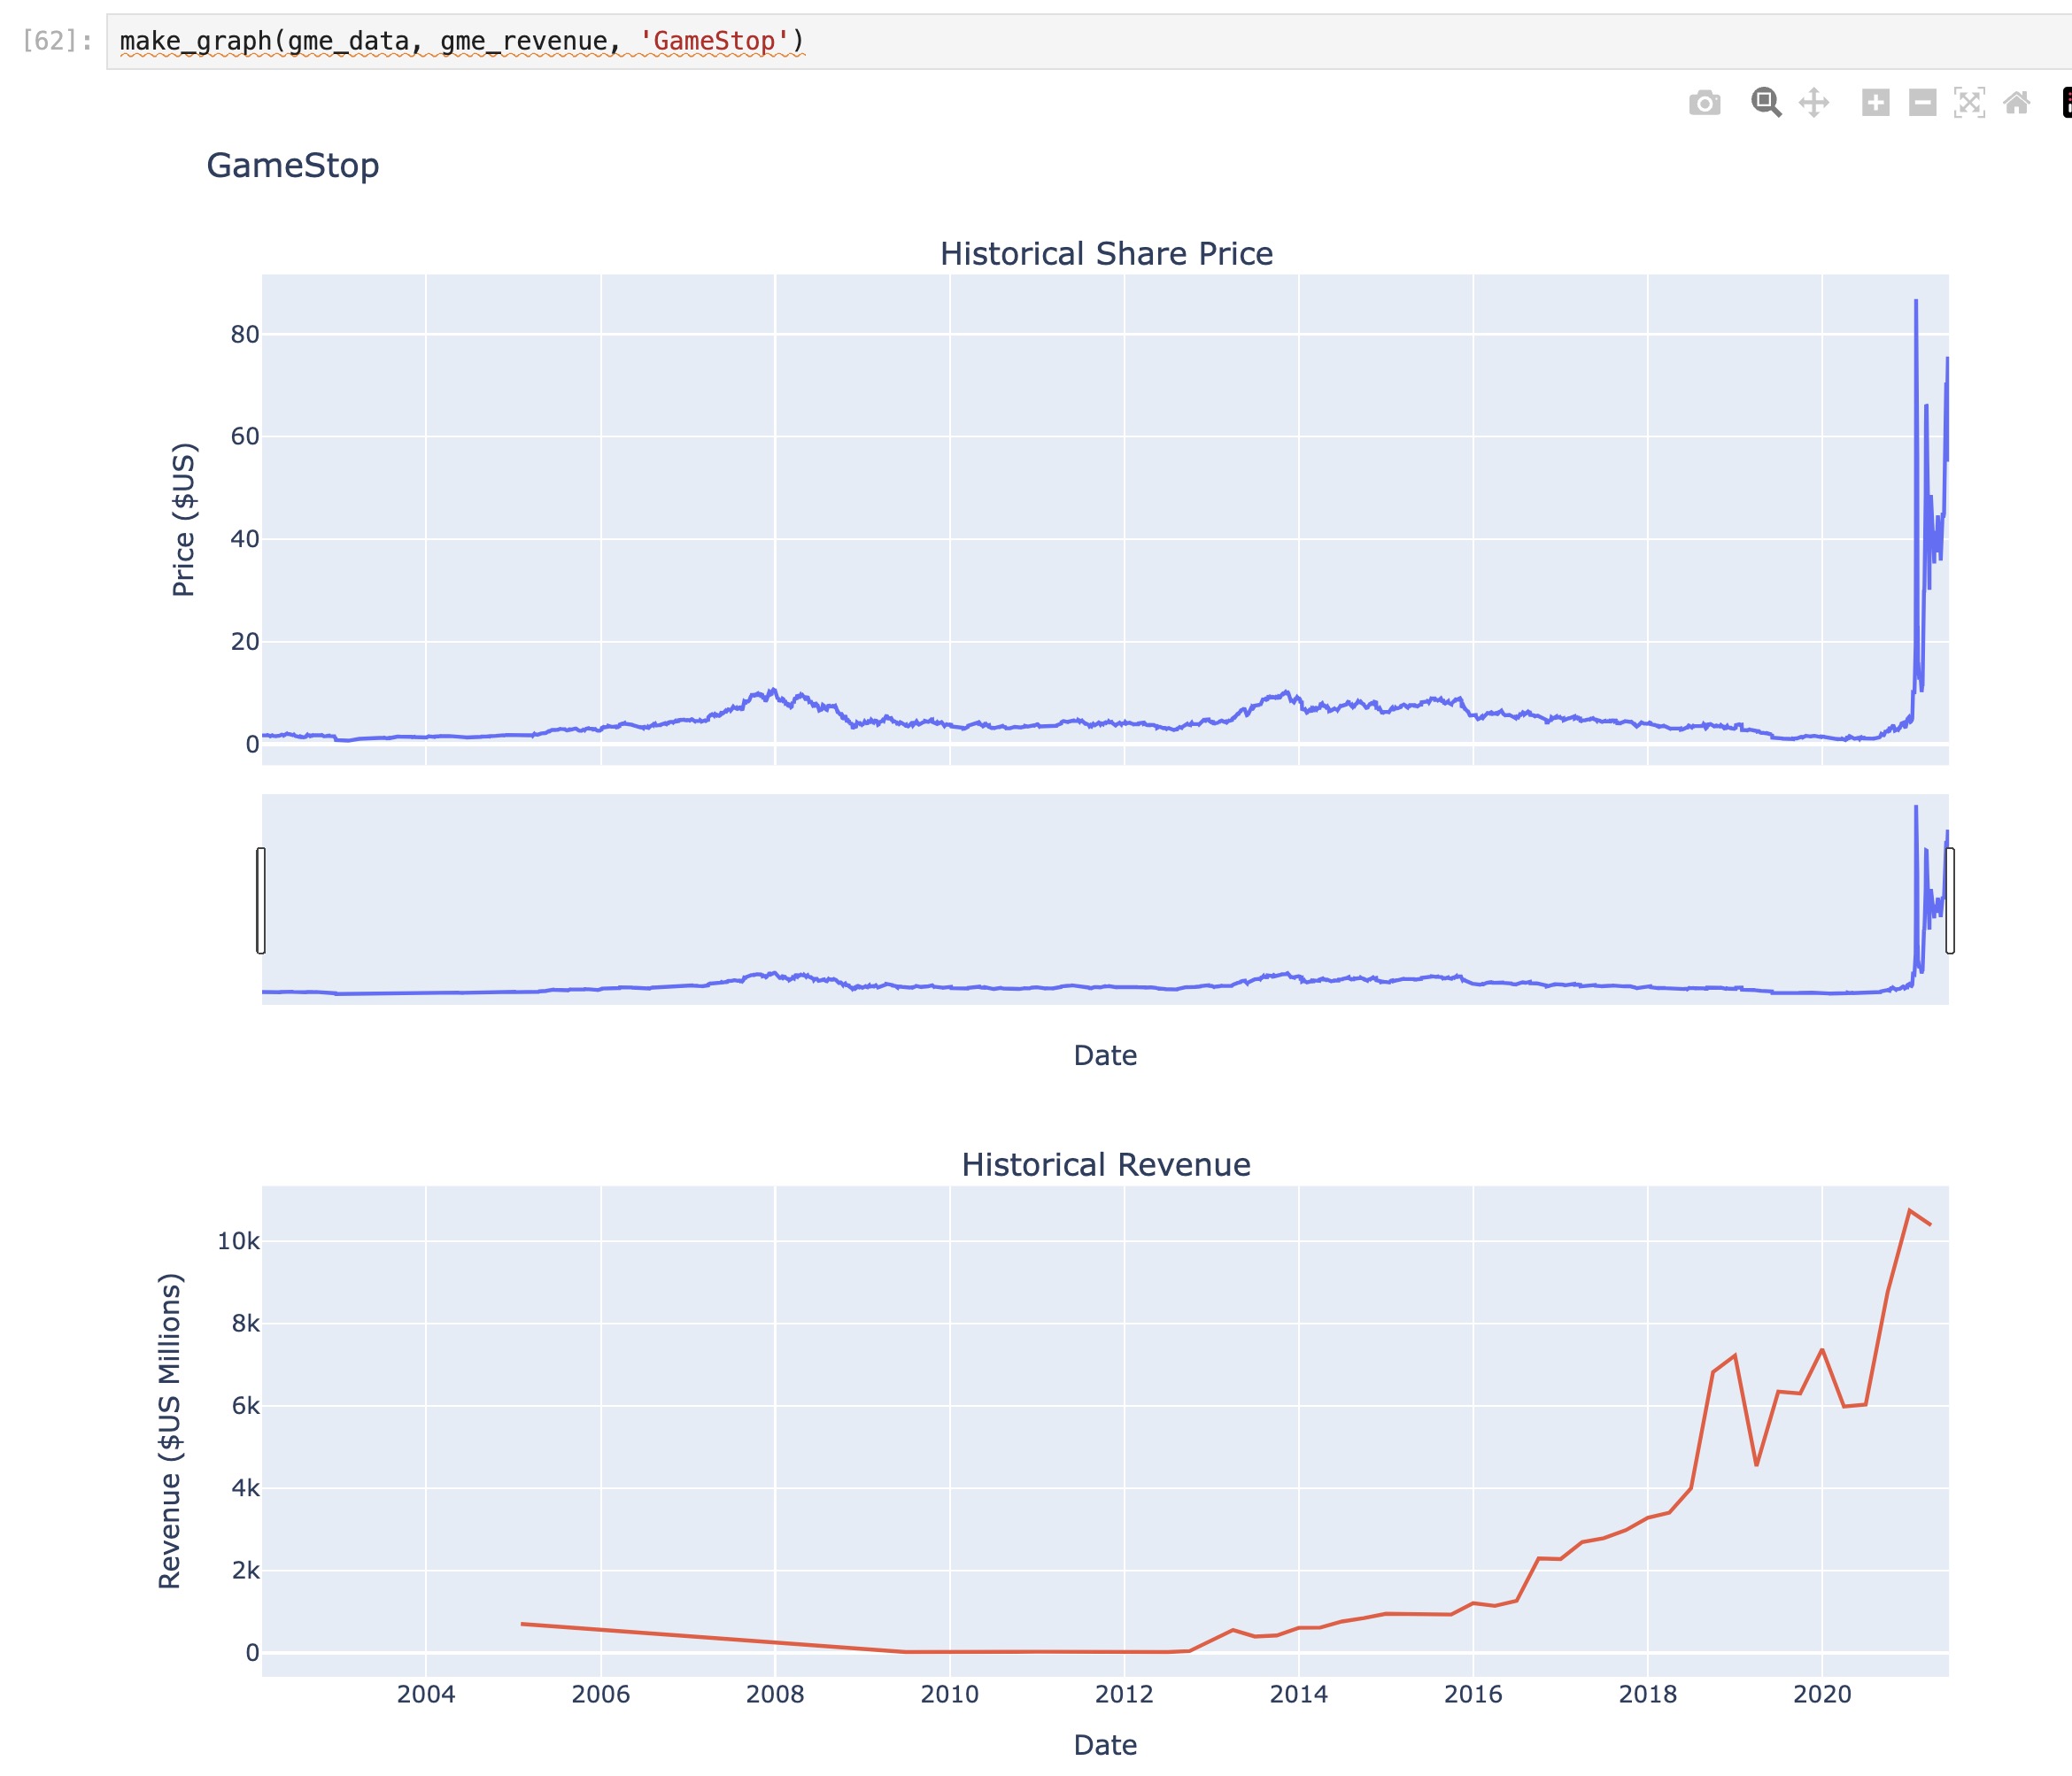 [62]: make_graph(gme_data, gme_revenue, 'GameStop')
GameStop
Historical Share Price
80
60
40
20
0
Price ($US)
Date
Historical Revenue
10k
8k
6k
4k
2k
0
Revenue ($US Millions)
2004 2006 2008 2010 2012 2014 2016 2018 2020
Date